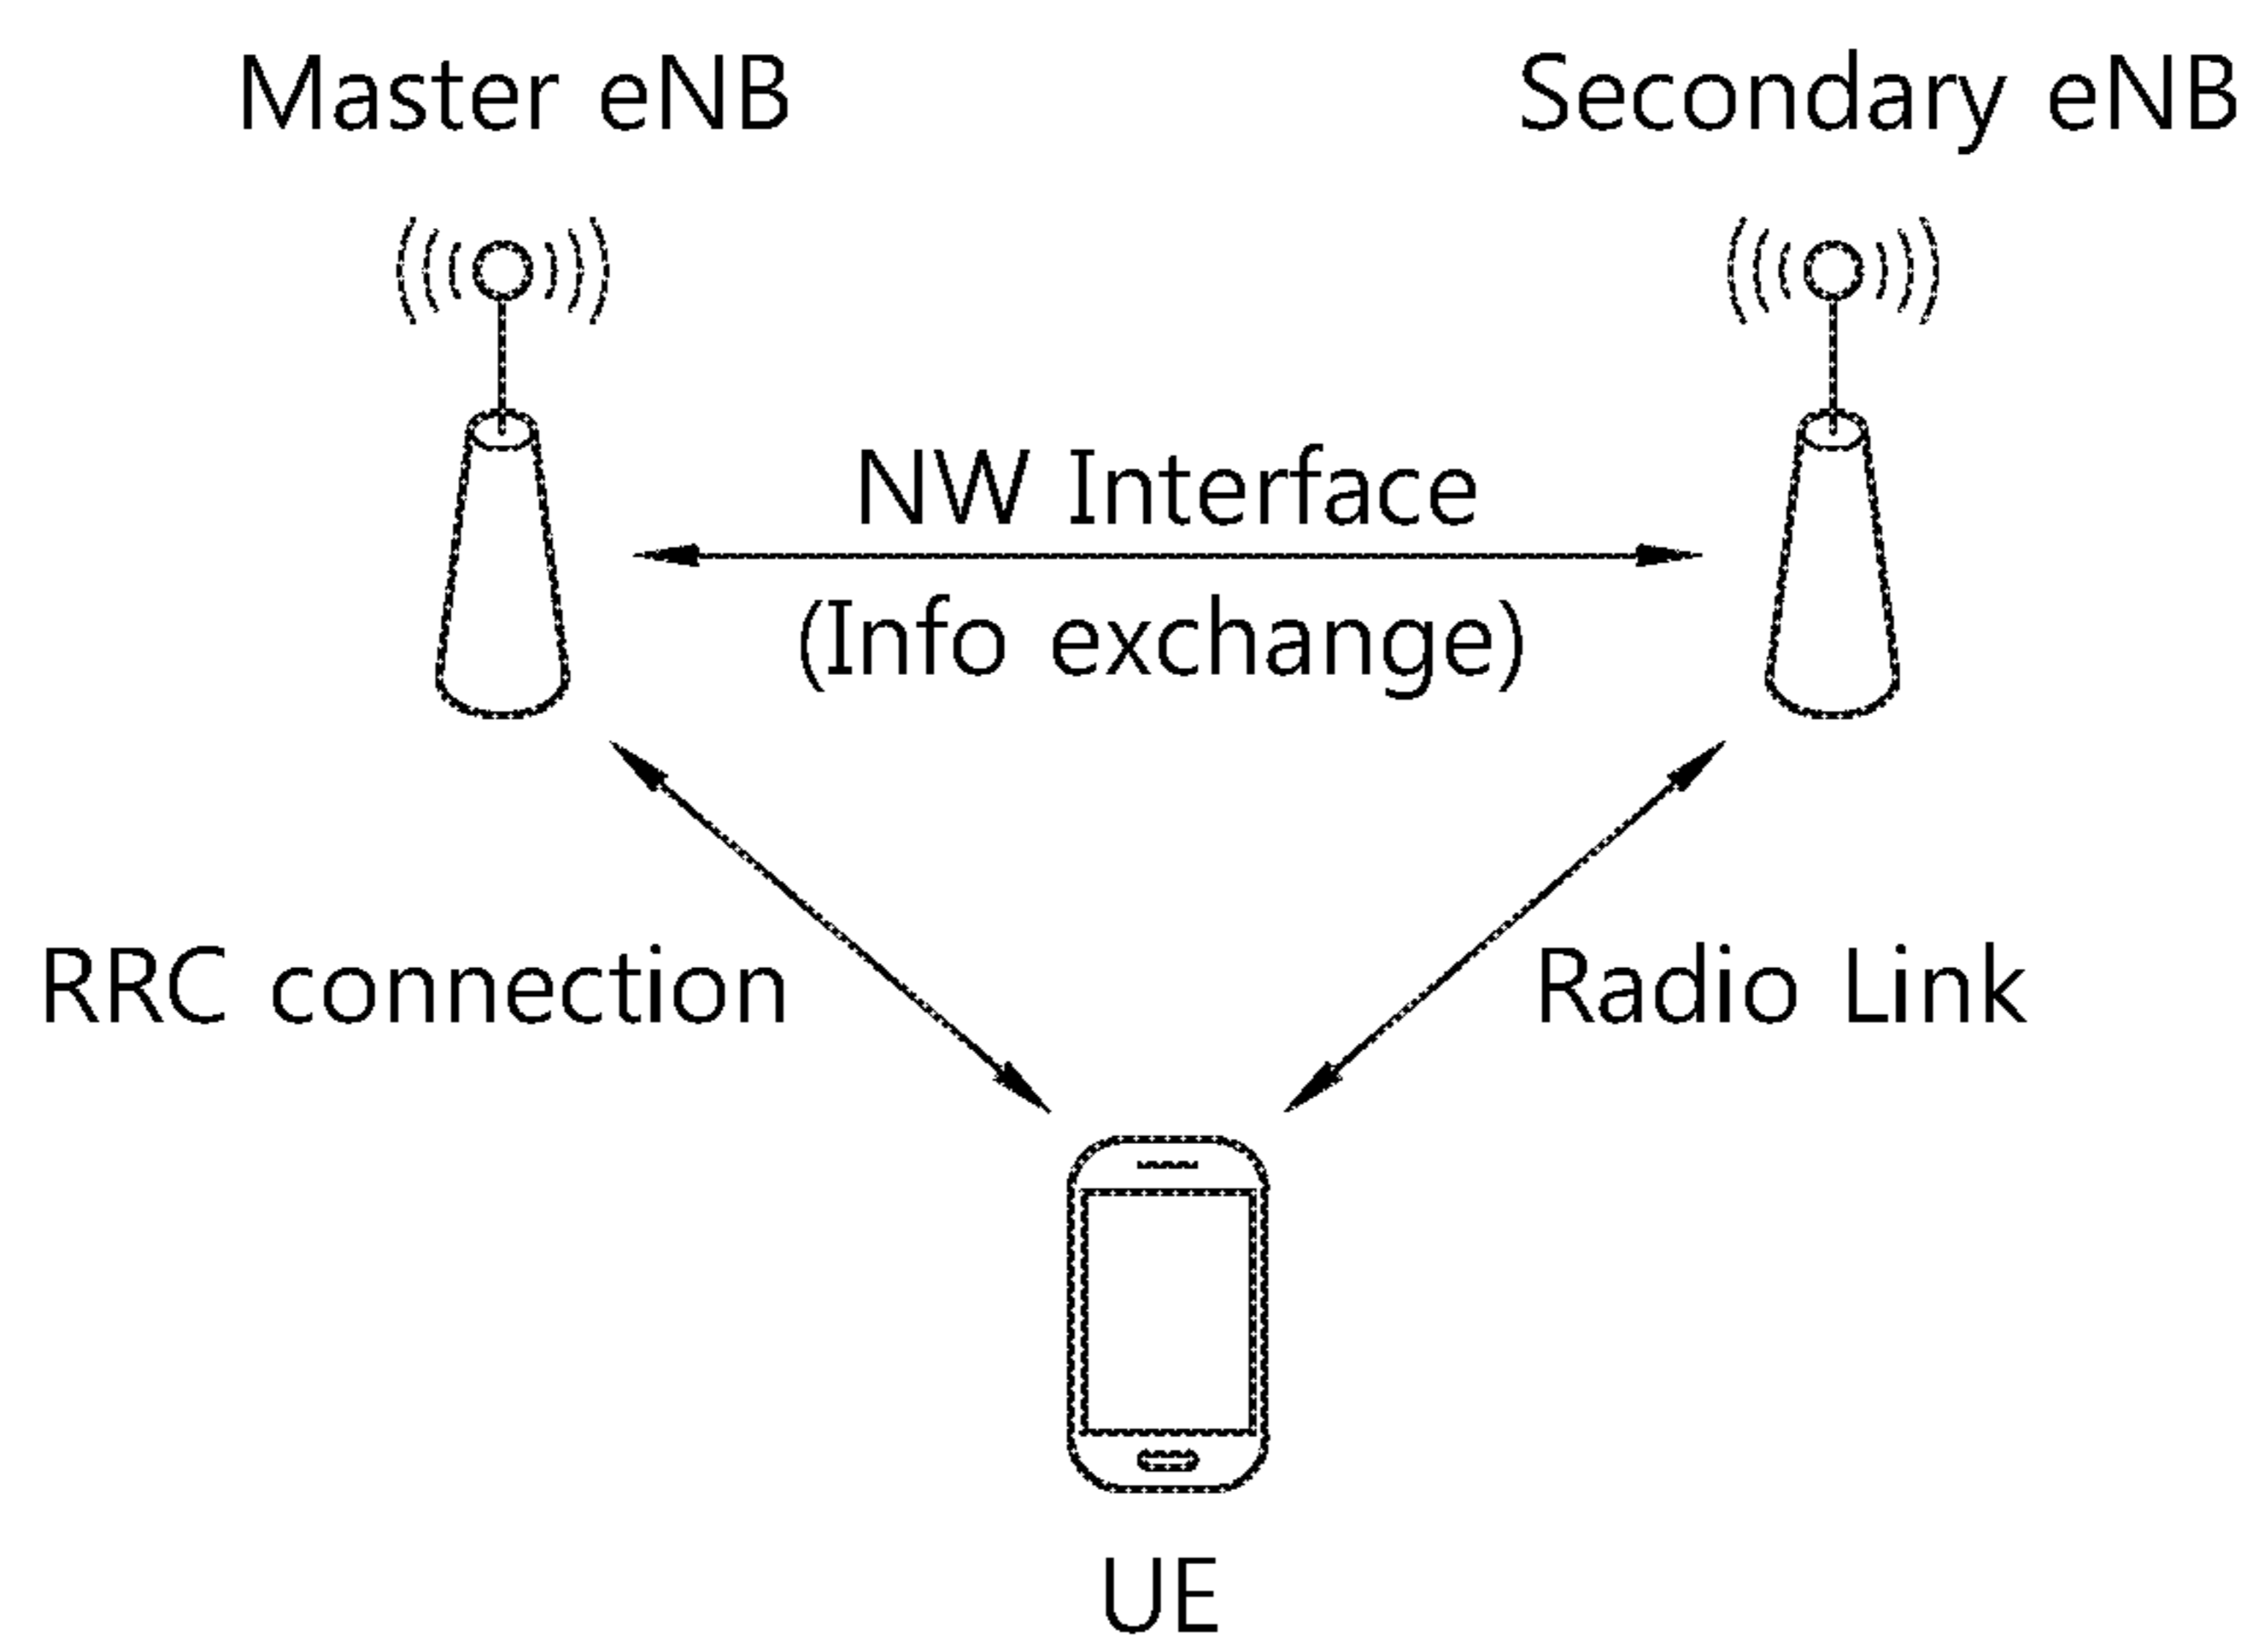 Master eNB
Secondary eNB
NW Interface
(Info exchange)
RRC connection
Radio Link
UE